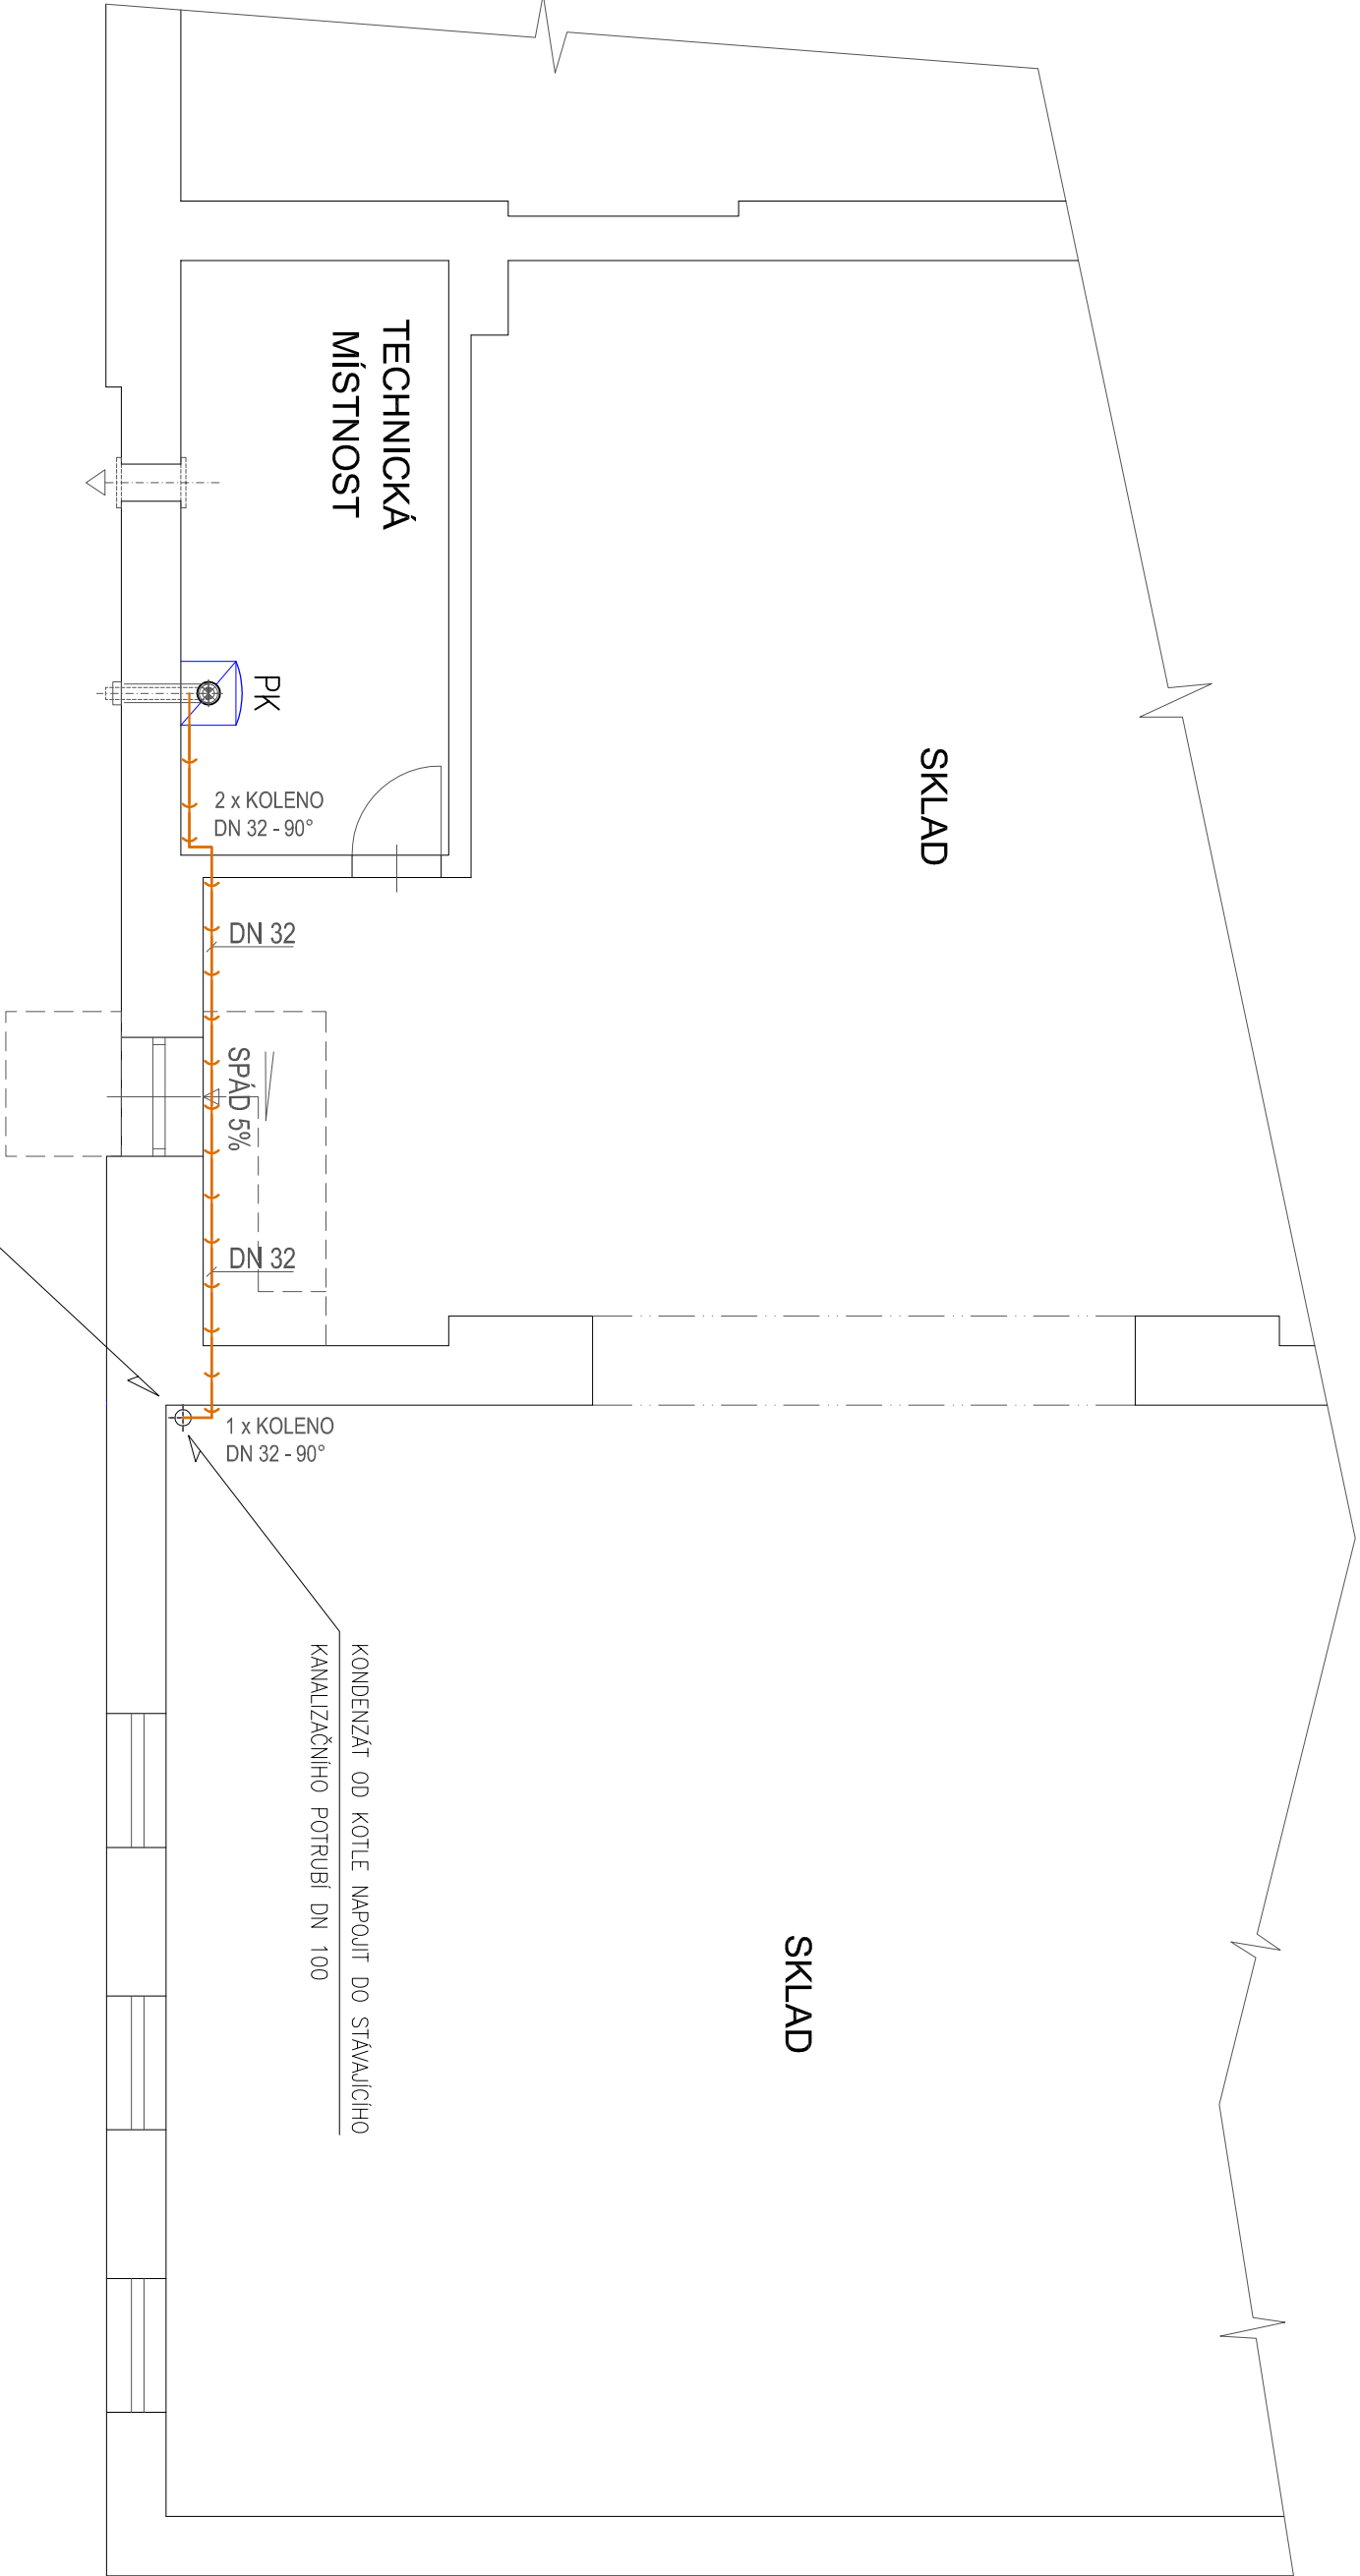 TECHNICKÁ
MÍSTNOST
PK
SKLAD
2 x KOLENO
DN 32 - 90°
DN 32
SPÁD 5%
DN 32
1 x KOLENO
DN 32 - 90°
KONDENZÁT OD KOTLE NAPOJIT DO STÁVAJÍCÍHO
KANALIZAČNÍHO POTRUBÍ DN 100
SKLAD